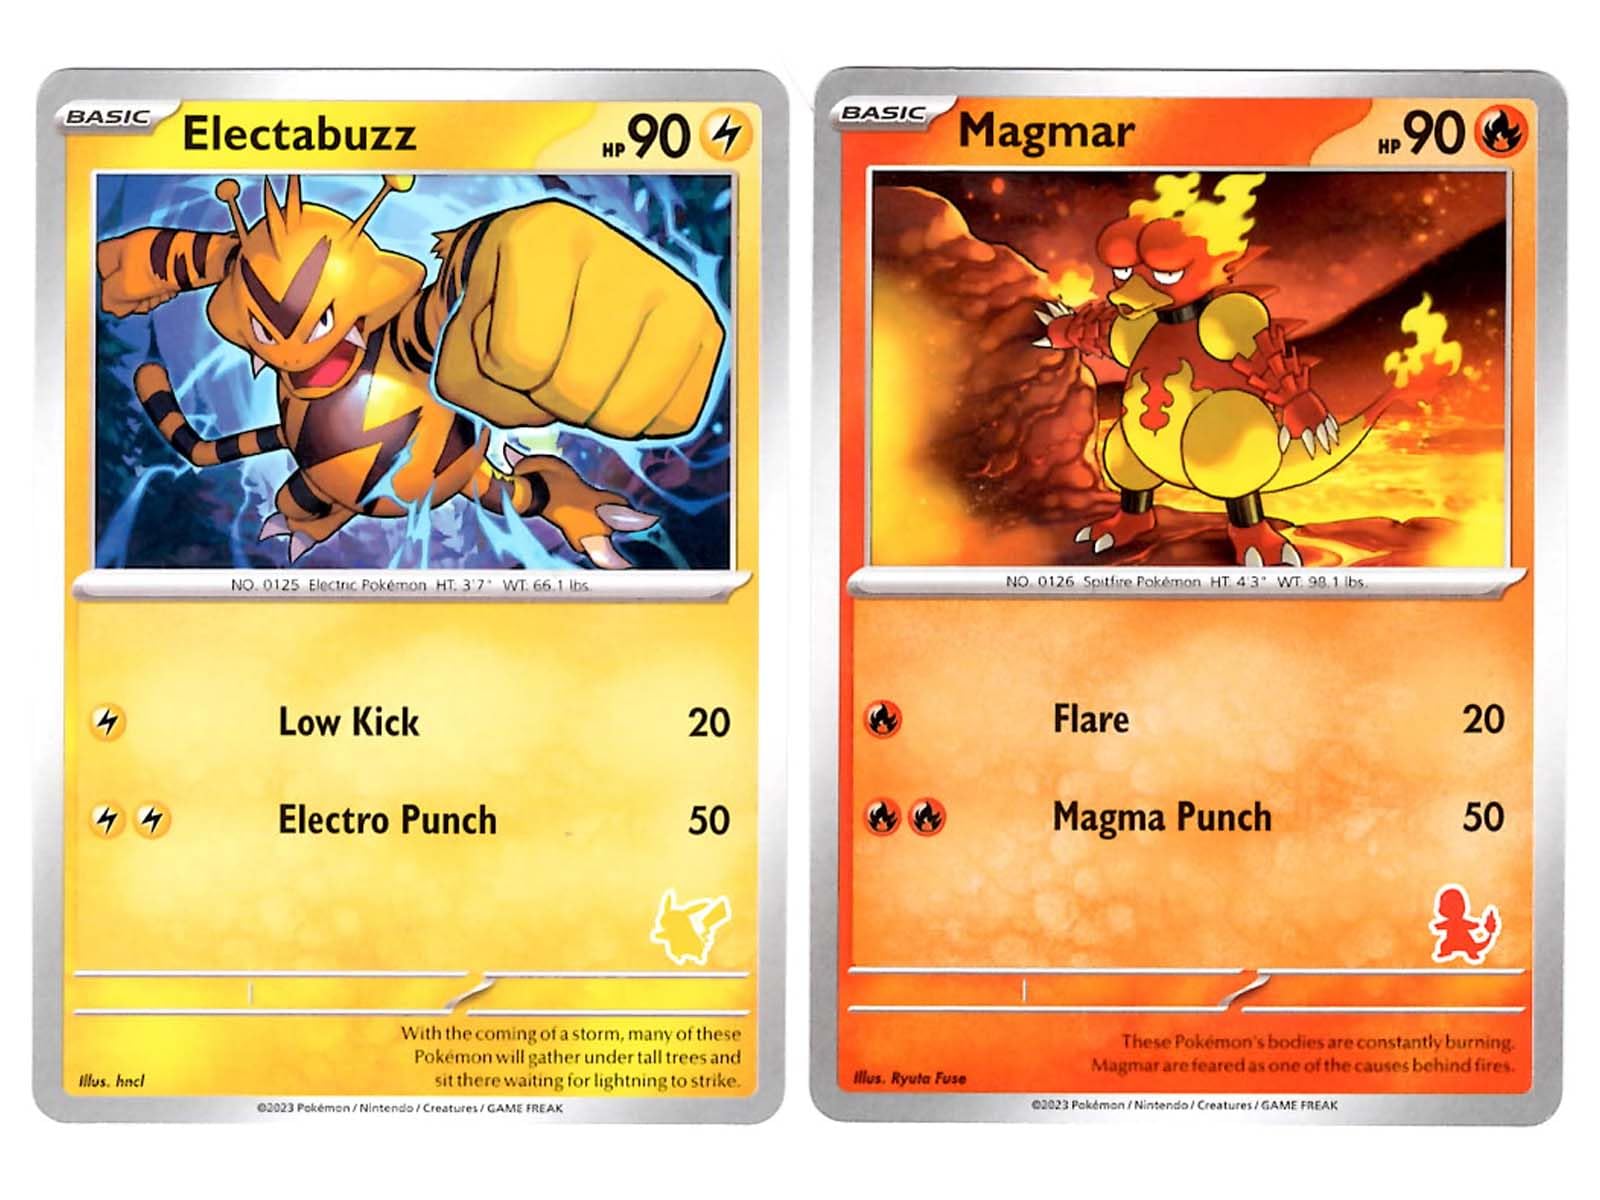 BASIC
Electabuzz
HP 90
NO. 0125 Electric Pokémon HT: 3'7" WT: 66.1 lbs.
Low Kick 20
Electro Punch 50
With the coming of a storm, many of these
Pokémon will gather under tall trees and
sit there waiting for lightning to strike.
Illus. hncl
©2023 Pokémon / Nintendo / Creatures / GAME FREAK
BASIC
Magmar
HP 90
NO. 0126 Spitfire Pokémon HT: 4'3" WT: 98.1 lbs.
Flare 20
Magma Punch 50
These Pokémon's bodies are constantly burning.
Magmar are feared as one of the causes behind fires.
Illus. Ryuta Fuse
©2023 Pokémon / Nintendo / Creatures / GAME FREAK